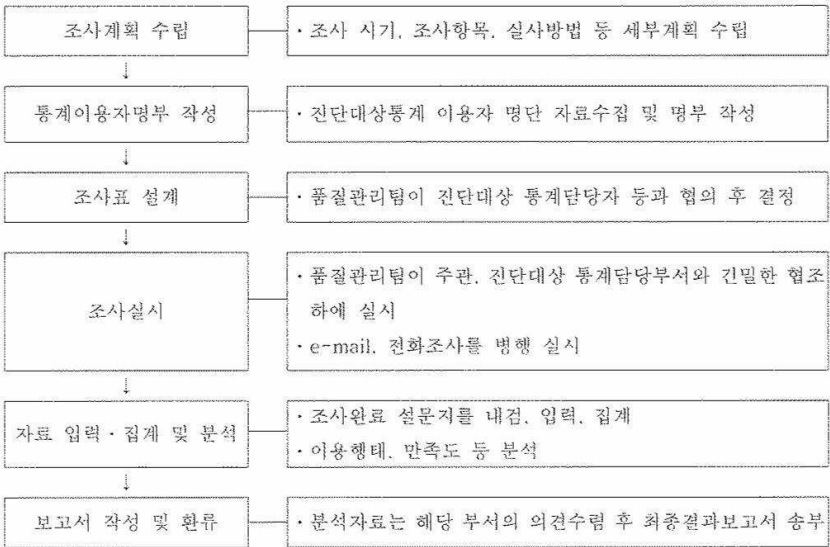 조사계획 수립
· 조사 시기, 조사항목, 실사방법 등 세부계획 수립
↓
통계이용자명부 작성
· 진단대상통계 이용자 명단 자료수집 및 명부 작성
↓
조사표 설계
· 품질관리팀이 진단대상 통계담당자 등과 협의 후 결정
↓
조사실시
· 품질관리팀이 주관, 진단대상 통계담당부서와 긴밀한 협조
하에 실시
· e-mail, 전화조사를 병행 실시
↓
자료 입력 · 집계 및 분석
· 조사완료 설문지를 내검, 입력, 집계
· 이용행태, 만족도 등 분석
↓
보고서 작성 및 환류
· 분석자료는 해당 부서의 의견수렴 후 최종결과보고서 송부